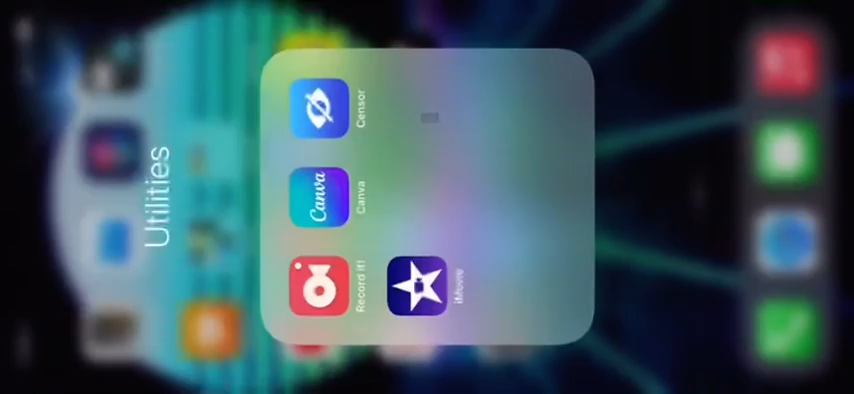 Utilities
Record it!
Canva
Canva
Censor
iMovie